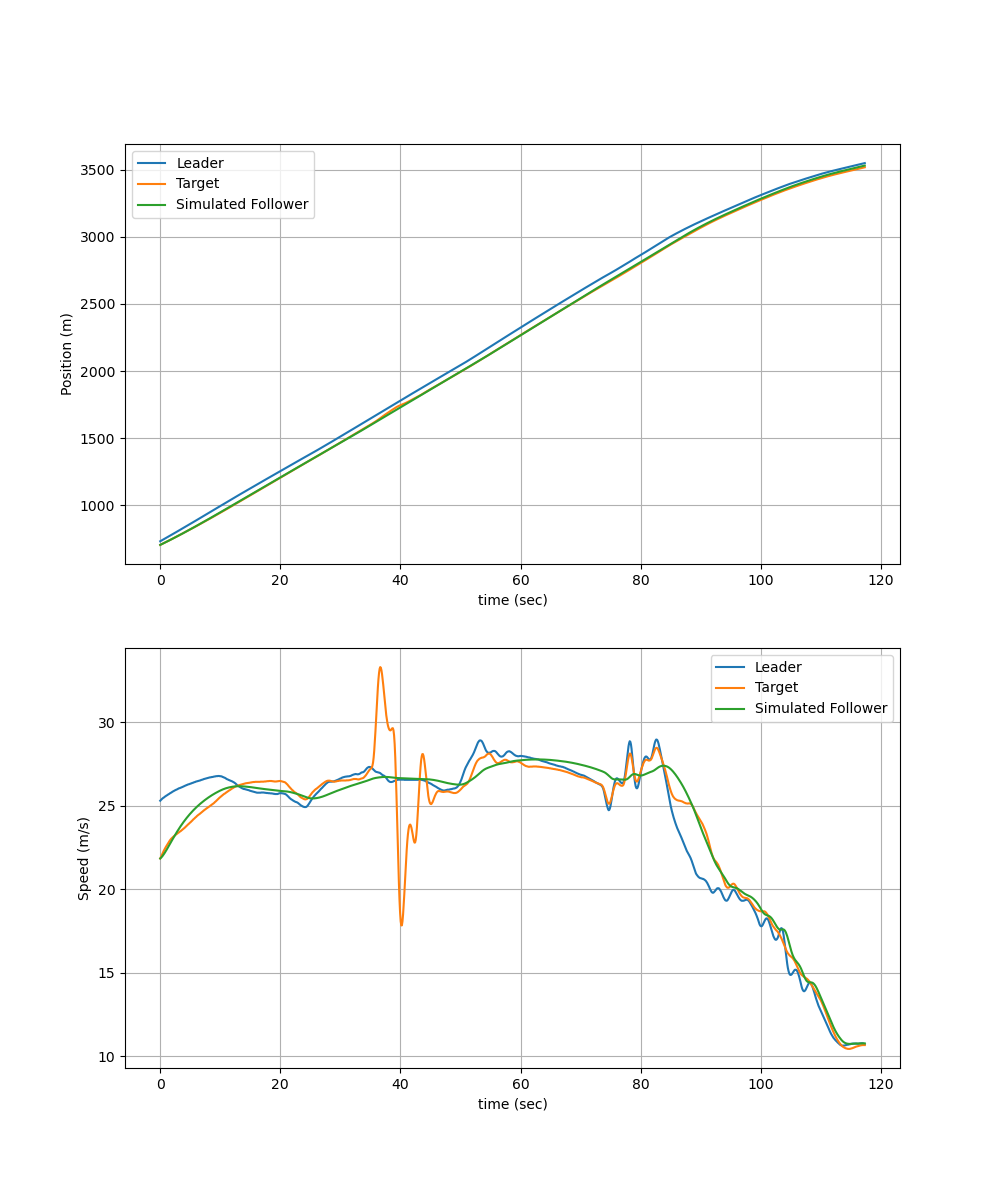 Leader
Target
Simulated Follower
3500
3000
2500
2000
1500
1000
Position (m)
0 20 40 60 80 100 120
time (sec)
Leader
Target
Simulated Follower
30
25
20
15
10
Speed (m/s)
0 20 40 60 80 100 120
time (sec)